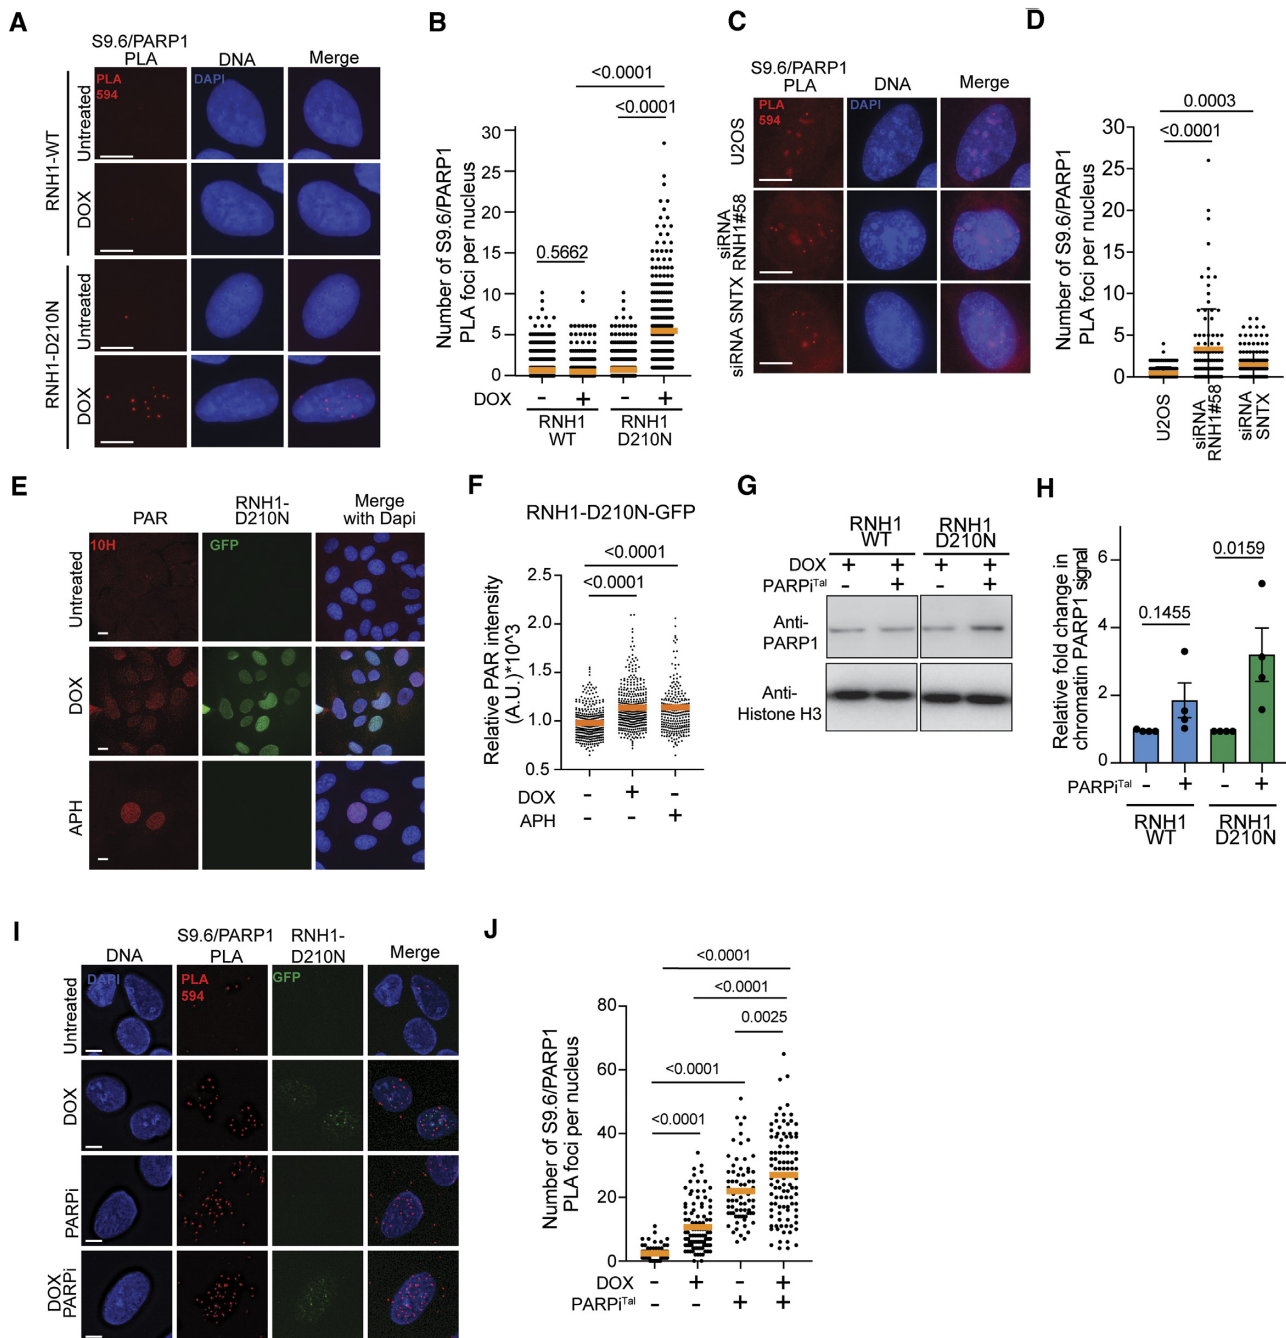 A
S9.6/PARP1
PLA
DNA
Merge
PLA
594
DAPI
RNH1-WT
Untreated
DOX
RNH1-D210N
Untreated
DOX
B
<0.0001
<0.0001
0.5662
Number of S9.6/PARP1
PLA foci per nucleus
30
25
20
15
10
5
0
DOX
-
+
-
+
RNH1
WT
RNH1
D210N
C
S9.6/PARP1
PLA
DNA
Merge
PLA
594
DAPI
U2OS
siRNA
RNH1#58
siRNA SNTX
D
0.0003
<0.0001
Number of S9.6/PARP
PLA foci per nucleus
30
25
20
15
10
5
0
U2OS
siRNA
RNH1#58
siRNA
SNTX
E
PAR
RNH1-
D210N
Merge
with Dapi
10H
GFP
Untreated
DOX
APH
F
RNH1-D210N-GFP
<0.0001
<0.0001
Relative PAR intensity
(A.U.)*10^3
2.5
2.0
1.5
1.0
0.5
DOX
-
+
-
APH
-
-
+
G
RNH1
WT
RNH1
D210N
DOX
+
+
+
+
PARPiTal
-
+
-
+
Anti-
PARP1
Anti-
Histone H3
H
Relative fold change in
chromatin PARP1 signal
6
4
2
0
0.1455
0.0159
PARPiTal
-
+
-
+
RNH1
WT
RNH1
D210N
I
DNA
S9.6/PARP1
PLA
RNH1-
D210N
Merge
DAPI
PLA
594
GFP
Untreated
DOX
PARPi
DOX
PARPi
J
<0.0001
<0.0001
0.0025
<0.0001
<0.0001
Number of S9.6/PARP1
PLA foci per nucleus
80
60
40
20
0
DOX
-
+
-
+
PARPiTal
-
-
+
+